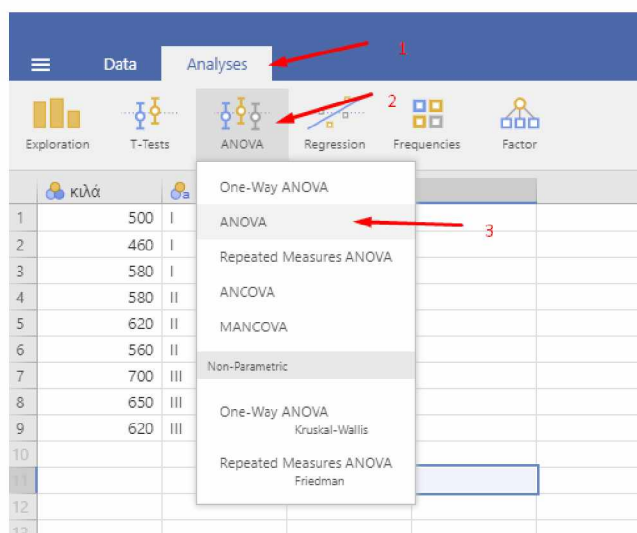 Data Analyses 1
2
Exploration T-Tests ANOVA Regression Frequencies Factor
κιλά a
One-Way ANOVA
ANOVA
3
Repeated Measures ANOVA
ANCOVA
MANCOVA
Non-Parametric
One-Way ANOVA
Kruskal-Wallis
Repeated Measures ANOVA
Friedman
1 500 I
2 460 I
3 580 I
4 580 II
5 620 II
6 560 II
7 700 III
8 650 III
9 620 III
10
11
12
13